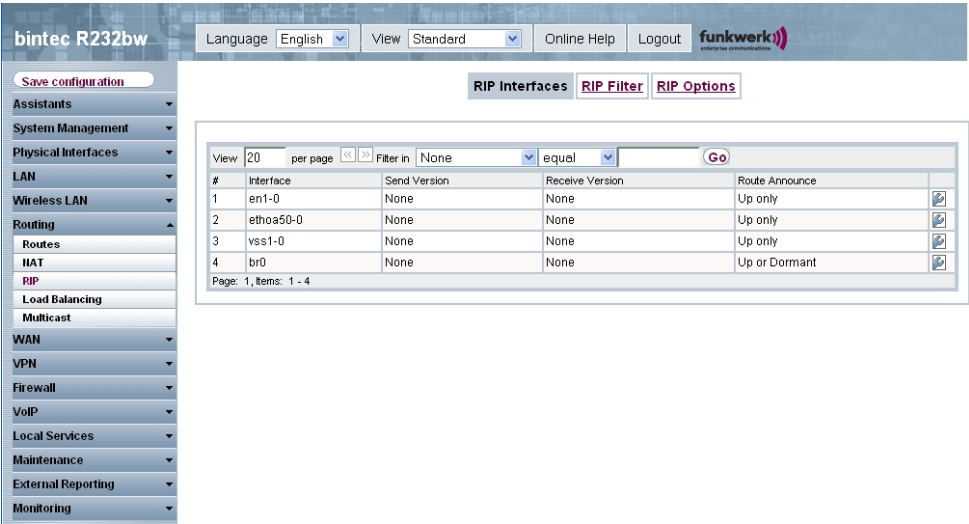 bintec R232bw
Language English View Standard Online Help Logout funkwerk
enterprise communications
Save configuration
Assistants
System Management
Physical Interfaces
LAN
Wireless LAN
Routing
Routes
NAT
RIP
Load Balancing
Multicast
WAN
VPN
Firewall
VoIP
Local Services
Maintenance
External Reporting
Monitoring
RIP Interfaces RIP Filter RIP Options
View 20 per page << >> Filter in None equal Go
# Interface Send Version Receive Version Route Announce
1 en1-0 None None Up only
2 ethoa50-0 None None Up only
3 vss1-0 None None Up only
4 br0 None None Up or Dormant
Page: 1, Items: 1 - 4